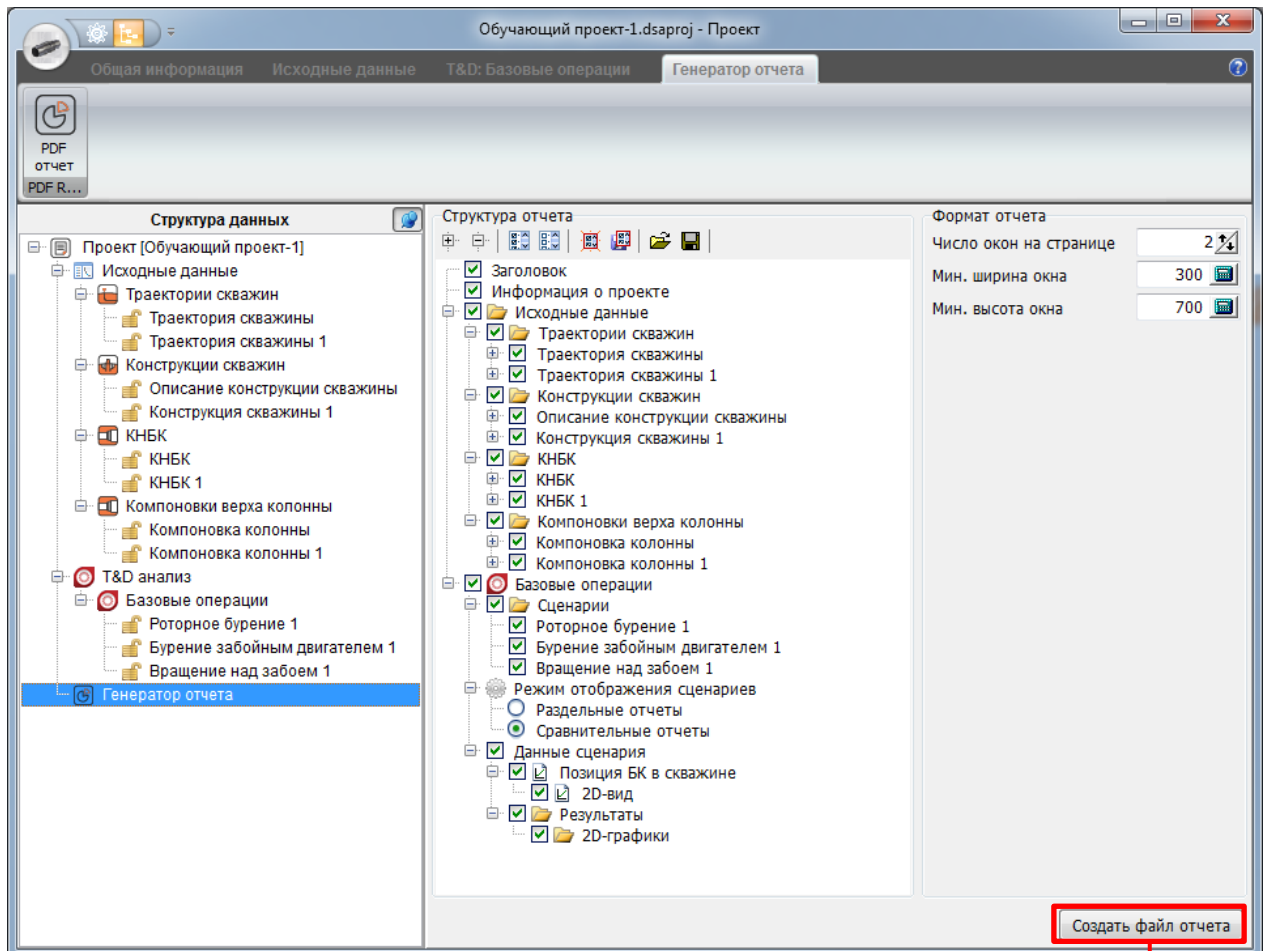 Обучающий проект-1.dsaproj - Проект
Общая информация Исходные данные T&D: Базовые операции Генератор отчета
PDF
отчет
PDF R...
Структура данных
Проект [Обучающий проект-1]
Исходные данные
Траектории скважин
Траектория скважины
Траектория скважины 1
Конструкции скважин
Описание конструкции скважины
Конструкция скважины 1
КНБК
КНБК
КНБК 1
Компоновки верха колонны
Компоновка колонны
Компоновка колонны 1
T&D анализ
Базовые операции
Роторное бурение 1
Бурение забойным двигателем 1
Вращение над забоем 1
Генератор отчета
Структура отчета
Заголовок
Информация о проекте
Исходные данные
Траектории скважин
Траектория скважины
Траектория скважины 1
Конструкции скважин
Описание конструкции скважины
Конструкция скважины 1
КНБК
КНБК
КНБК 1
Компоновки верха колонны
Компоновка колонны
Компоновка колонны 1
Базовые операции
Сценарии
Роторное бурение 1
Бурение забойным двигателем 1
Вращение над забоем 1
Режим отображения сценариев
Раздельные отчеты
Сравнительные отчеты
Данные сценария
Позиция БК в скважине
2D-вид
Результаты
2D-графики
Формат отчета
Число окон на странице 2
Мин. ширина окна 300
Мин. высота окна 700
Создать файл отчета